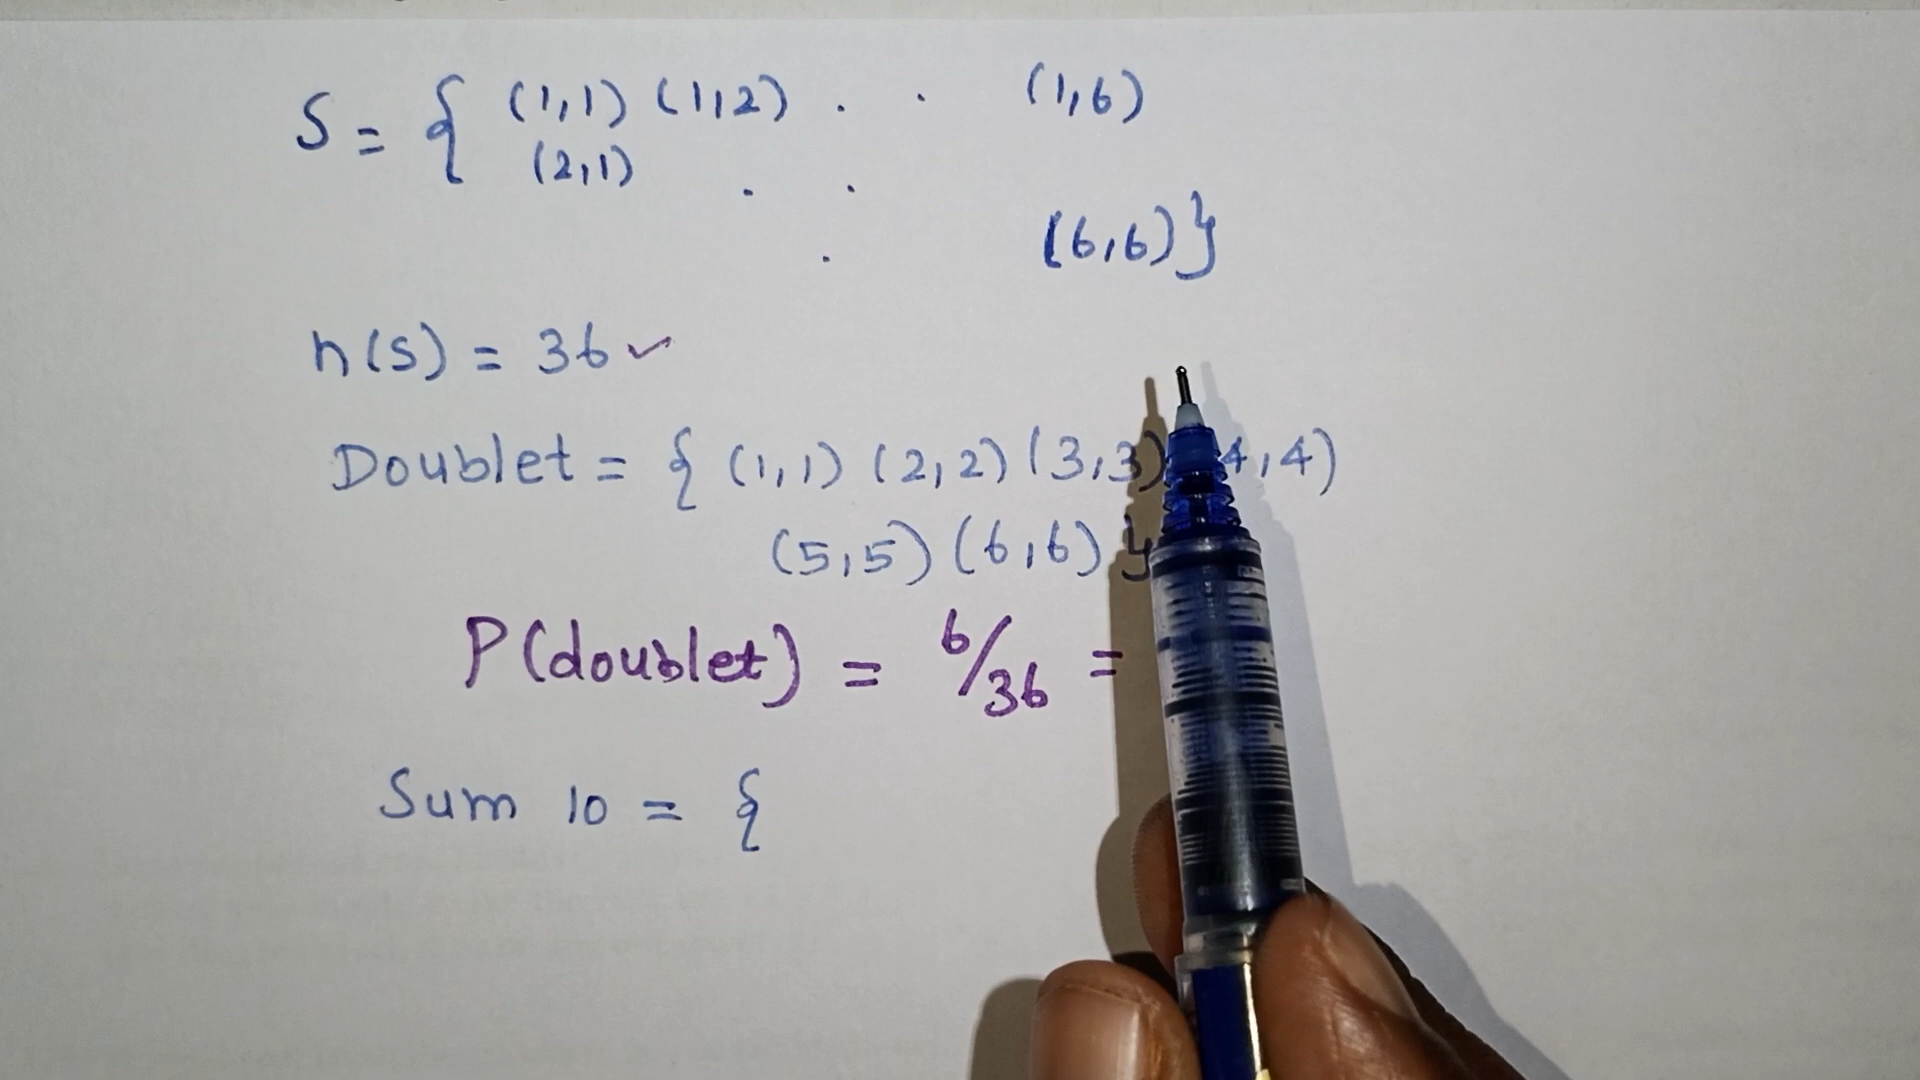 S = { (1,1) (1,2) . . (1,6)
(2,1) . .
. (6,6) }
n(s) = 36 ✓
Doublet = { (1,1) (2,2) (3,3) 4,4)
(5,5) (6,6) }
P(doublet) = 6/36 =
Sum 10 = {